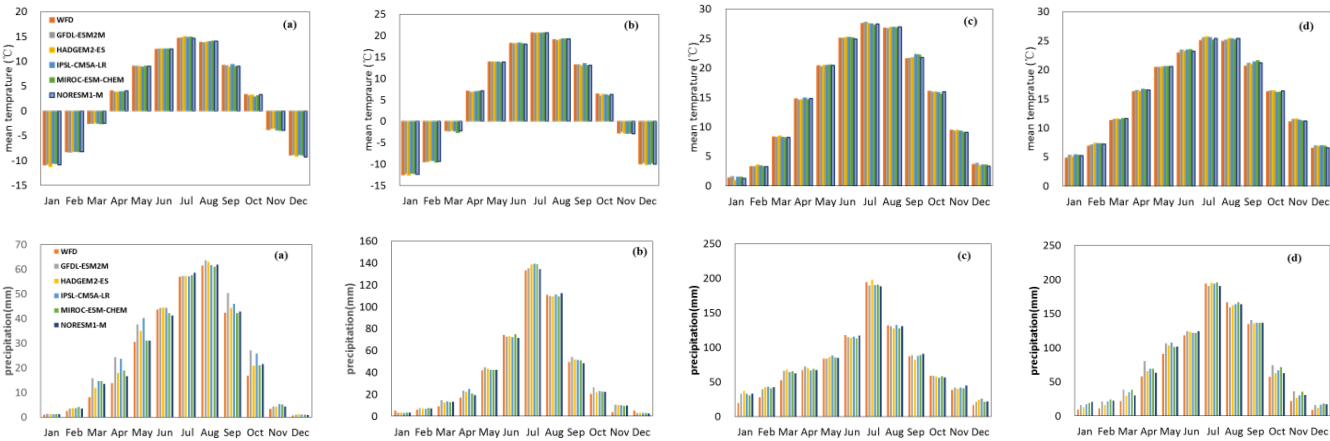 (a)
WFD
GFDL-ESM2M
HADGEM2-ES
IPSL-CM5A-LR
MIROC-ESM-CHEM
NORESM1-M
mean temprature (℃)
20
15
10
5
0
-5
-10
-15
Jan Feb Mar Apr May Jun Jul Aug Sep Oct Nov Dec
(b)
mean tempraure (℃)
25
20
15
10
5
0
-5
-10
-15
Jan Feb Mar Apr May Jun Jul Aug Sep Oct Nov Dec
(c)
mean temprature (℃)
30
25
20
15
10
5
0
Jan Feb Mar Apr May Jun Jul Aug Sep Oct Nov Dec
(d)
mean temprature (℃)
30
25
20
15
10
5
0
Jan Feb Mar Apr May Jun Jul Aug Sep Oct Nov Dec
(a)
WFD
GFDL-ESM2M
HADGEM2-ES
IPSL-CM5A-LR
MIROC-ESM-CHEM
NORESM1-M
precipitation(mm)
70
60
50
40
30
20
10
0
Jan Feb Mar Apr May Jun Jul Aug Sep Oct Nov Dec
(b)
precipitation(mm)
160
140
120
100
80
60
40
20
0
Jan Feb Mar Apr May Jun Jul Aug Sep Oct Nov Dec
(c)
precipitation(mm)
250
200
150
100
50
0
Jan Feb Mar Apr May Jun Jul Aug Sep Oct Nov Dec
(d)
precipitation(mm)
250
200
150
100
50
0
Jan Feb Mar Apr May Jun Jul Aug Sep Oct Nov Dec